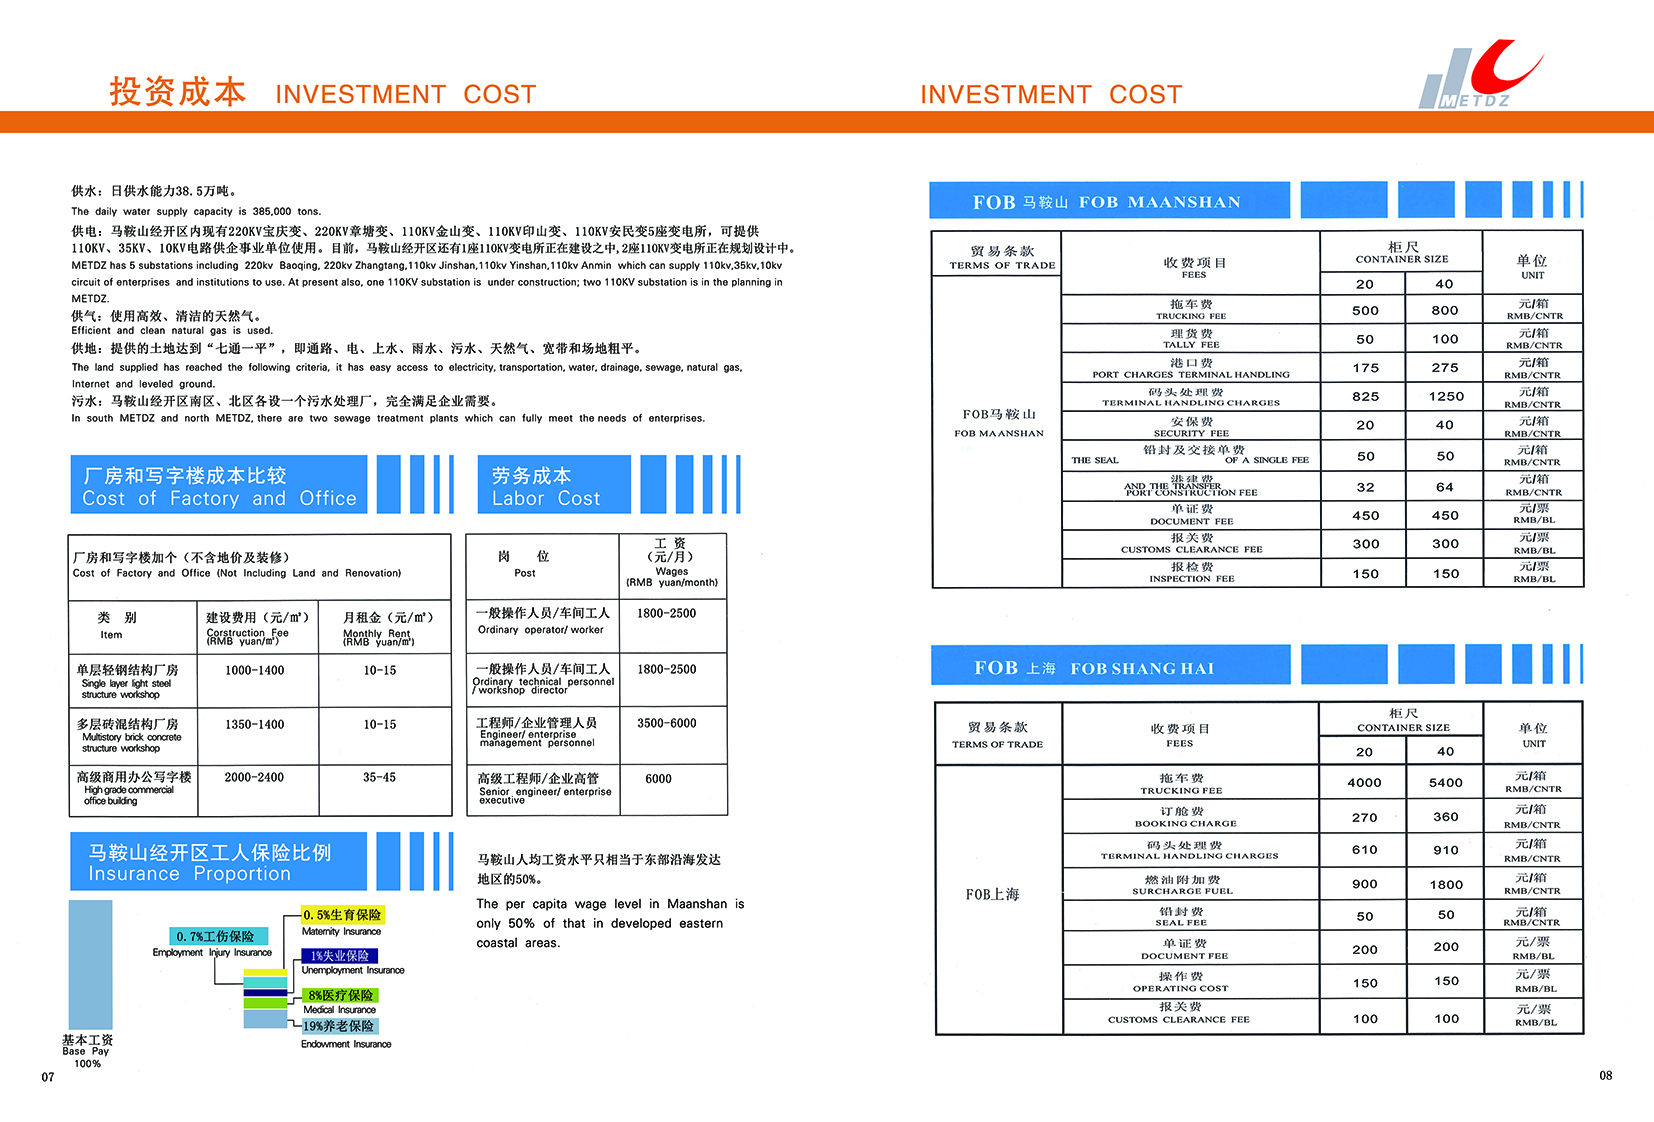 投资成本 INVESTMENT COST
供水：日供水能力38.5万吨。
The daily water supply capacity is 385,000 tons.
供电：马鞍山经开区内现有220KV宝庆变、220KV章塘变、110KV金山变、110KV印山变、110KV安民变5座变电所，可提供
110KV、35KV、10KV电路供企事业单位使用。目前，马鞍山经开区还有1座110KV变电所正在建设之中,2座110KV变电所正在规划设计中。
METDZ has 5 substations including 220kv Baoqing, 220kv Zhangtang,110kv Jinshan,110kv Yinshan,110kv Anmin which can supply 110kv,35kv,10kv
circuit of enterprises and institutions to use. At present also, one 110KV substation is under construction; two 110KV substation is in the planning in
METDZ.
供气：使用高效、清洁的天然气。
Efficient and clean natural gas is used.
供地：提供的土地达到“七通一平”，即通路、电、上水、雨水、污水、天然气、宽带和场地粗平。
The land supplied has reached the following criteria, it has easy access to electricity, transportation, water, drainage, sewage, natural gas,
Internet and leveled ground.
污水：马鞍山经开区南区、北区各设一个污水处理厂，完全满足企业需要。
In south METDZ and north METDZ, there are two sewage treatment plants which can fully meet the needs of enterprises.
厂房和写字楼成本比较
Cost of Factory and Office
厂房和写字楼加个（不含地价及装修）
Cost of Factory and Office (Not Including Land and Renovation)
类 别 建设费用（元/㎡） 月租金（元/㎡）
Item Corstruction Fee Monthly Rent
(RMB yuan/㎡) (RMB yuan/㎡)
单层轻钢结构厂房 1000-1400 10-15
Single layer light steel
structure workshop
多层砖混结构厂房 1350-1400 10-15
Multistory brick concrete
structure workshop
高级商用办公写字楼 2000-2400 35-45
High grade commercial
office building
劳务成本
Labor Cost
岗 位 工 资
（元/月）
Post Wages
(RMB yuan/month)
一般操作人员/车间工人 1800-2500
Ordinary operator/ worker
一般操作人员/车间工人 1800-2500
Ordinary technical personnel
/ workshop director
工程师/企业管理人员 3500-6000
Engineer/ enterprise
management personnel
高级工程师/企业高管 6000
Senior engineer/ enterprise
executive
马鞍山经开区工人保险比例
Insurance Proportion
0.5%生育保险
Maternity Insurance
0.7%工伤保险
Employment Injury Insurance
1%失业保险
Unemployment Insurance
8%医疗保险
Medical Insurance
19%养老保险
Endowment Insurance
基本工资
Base Pay
100%
马鞍山人均工资水平只相当于东部沿海发达
地区的50%。
The per capita wage level in Maanshan is
only 50% of that in developed eastern
coastal areas.
07
INVESTMENT COST
METDZ
FOB 马鞍山 FOB MAANSHAN
贸易条款 收费项目 柜尺 单位
TERMS OF TRADE FEES CONTAINER SIZE UNIT
20 40
FOB马鞍山
FOB MAANSHAN
拖车费 500 800 元/箱
TRUCKING FEE RMB/CNTR
理货费 50 100 元/箱
TALLY FEE RMB/CNTR
港口费 175 275 元/箱
PORT CHARGES TERMINAL HANDLING RMB/CNTR
码头处理费 825 1250 元/箱
TERMINAL HANDLING CHARGES RMB/CNTR
安保费 20 40 元/箱
SECURITY FEE RMB/CNTR
铅封及交接单费 50 50 元/箱
THE SEAL OF A SINGLE FEE RMB/CNTR
港建费 32 64 元/箱
AND THE TRANSFER
PORT CONSTRUCTION FEE RMB/CNTR
单证费 450 450 元/票
DOCUMENT FEE RMB/BL
报关费 300 300 元/票
CUSTOMS CLEARANCE FEE RMB/BL
报检费 150 150 元/票
INSPECTION FEE RMB/BL
FOB 上海 FOB SHANG HAI
贸易条款 收费项目 柜尺 单位
TERMS OF TRADE FEES CONTAINER SIZE UNIT
20 40
FOB上海
拖车费 4000 5400 元/箱
TRUCKING FEE RMB/CNTR
订舱费 270 360 元/箱
BOOKING CHARGE RMB/CNTR
码头处理费 610 910 元/箱
TERMINAL HANDLING CHARGES RMB/CNTR
燃油附加费 900 1800 元/箱
SURCHARGE FUEL RMB/CNTR
铅封费 50 50 元/箱
SEAL FEE RMB/CNTR
单证费 200 200 元/票
DOCUMENT FEE RMB/BL
操作费 150 150 元/票
OPERATING COST RMB/BL
报关费 100 100 元/票
CUSTOMS CLEARANCE FEE RMB/BL
08